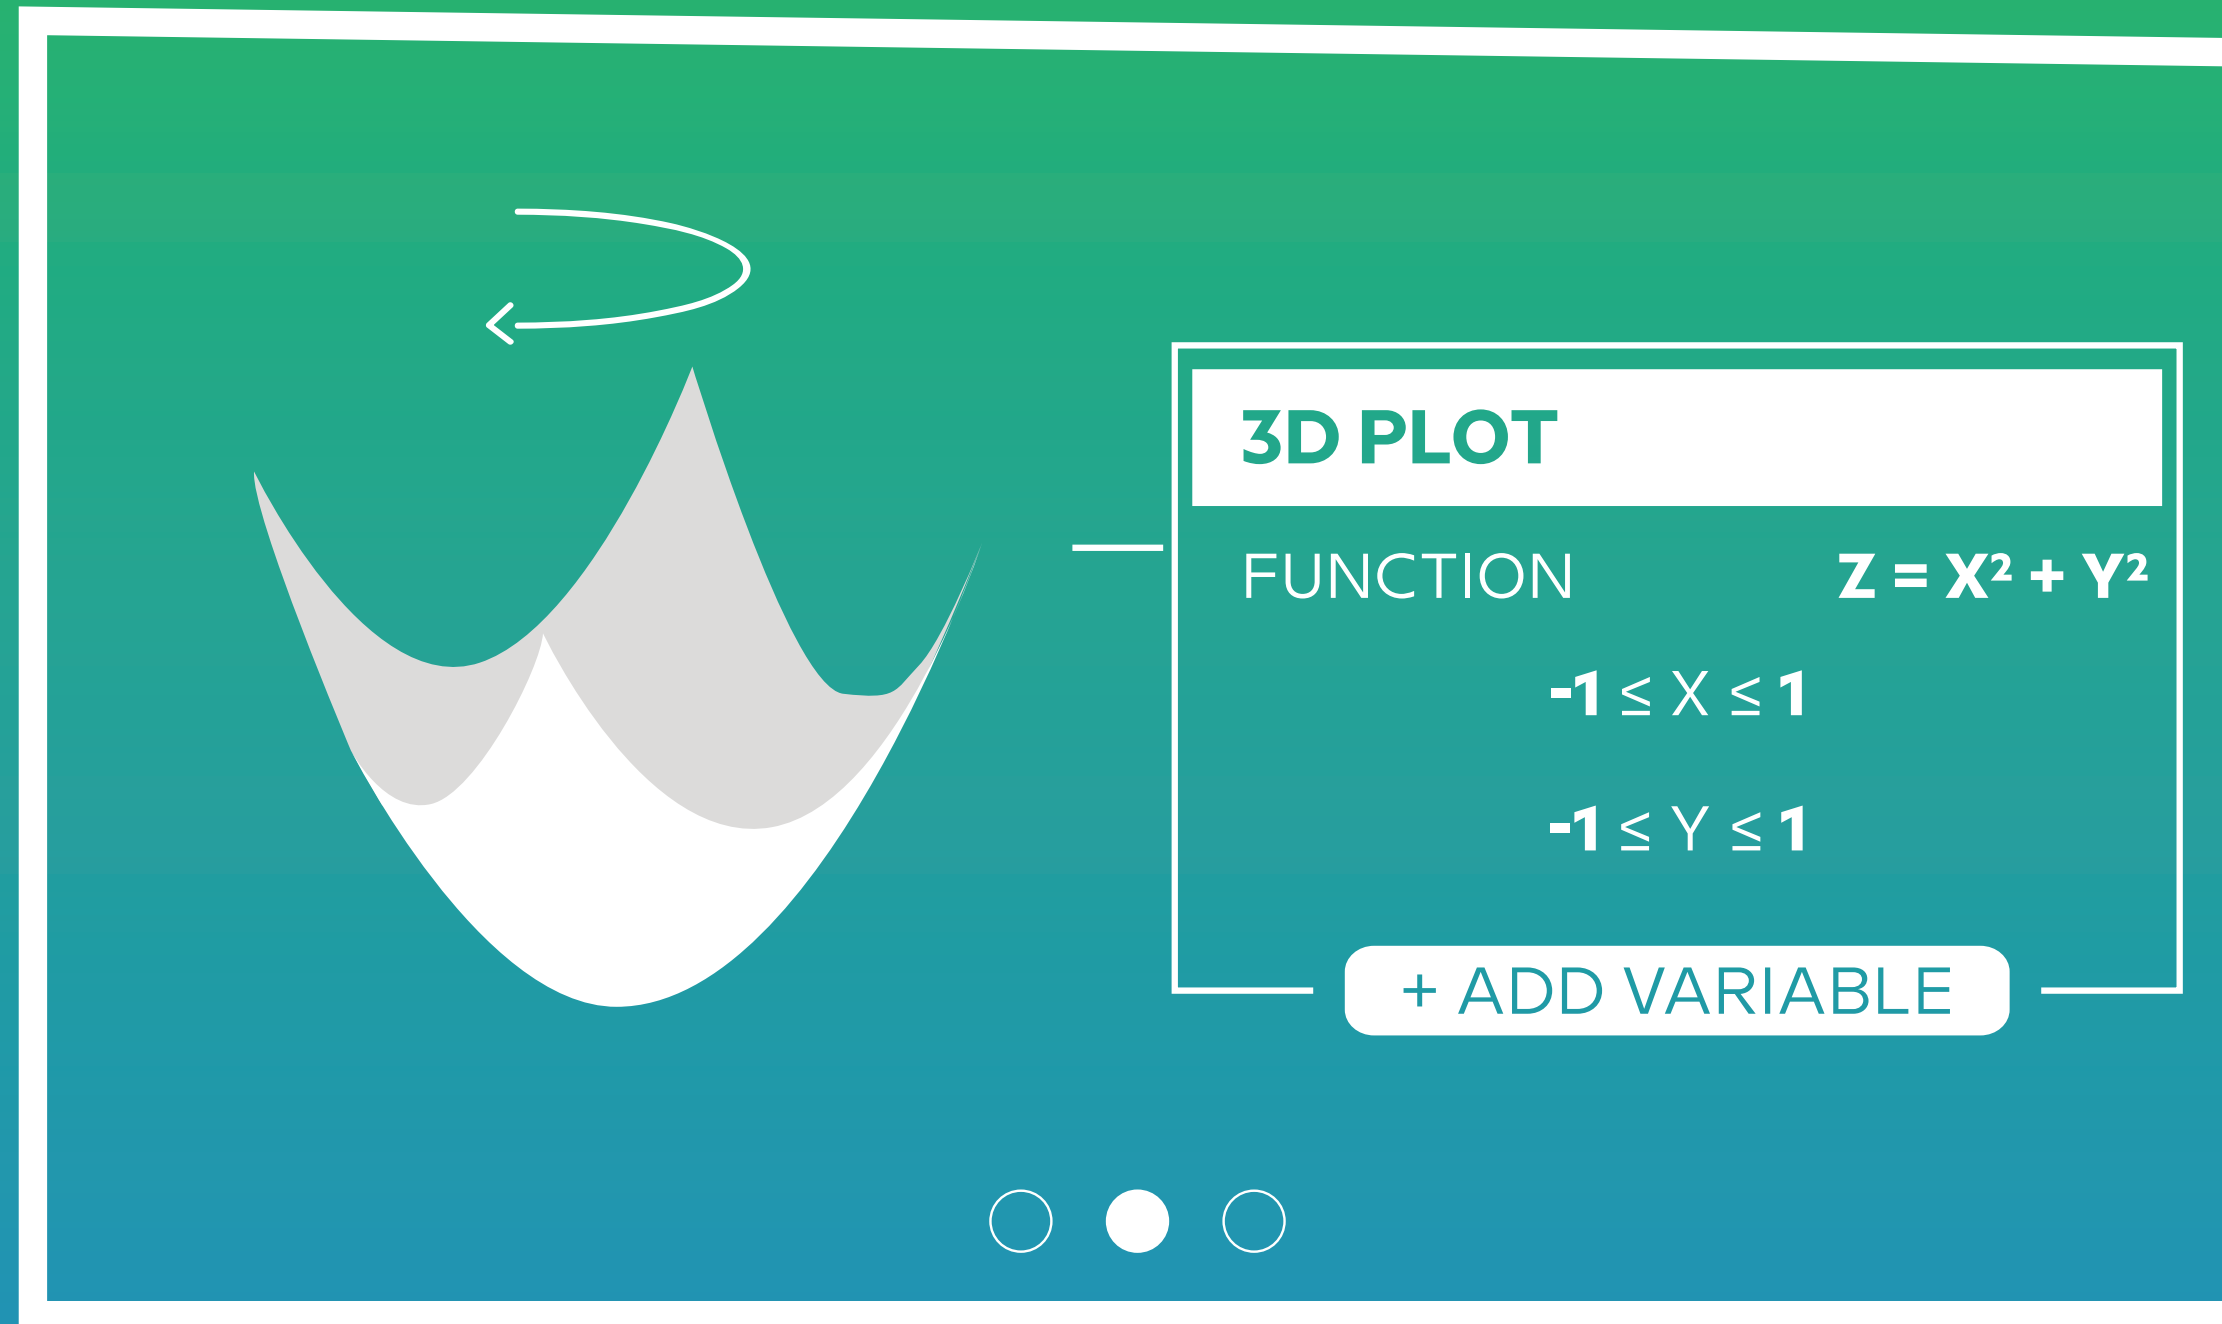 3D PLOT
FUNCTION Z = X² + Y²
-1 ≤ X ≤ 1
-1 ≤ Y ≤ 1
+ ADD VARIABLE